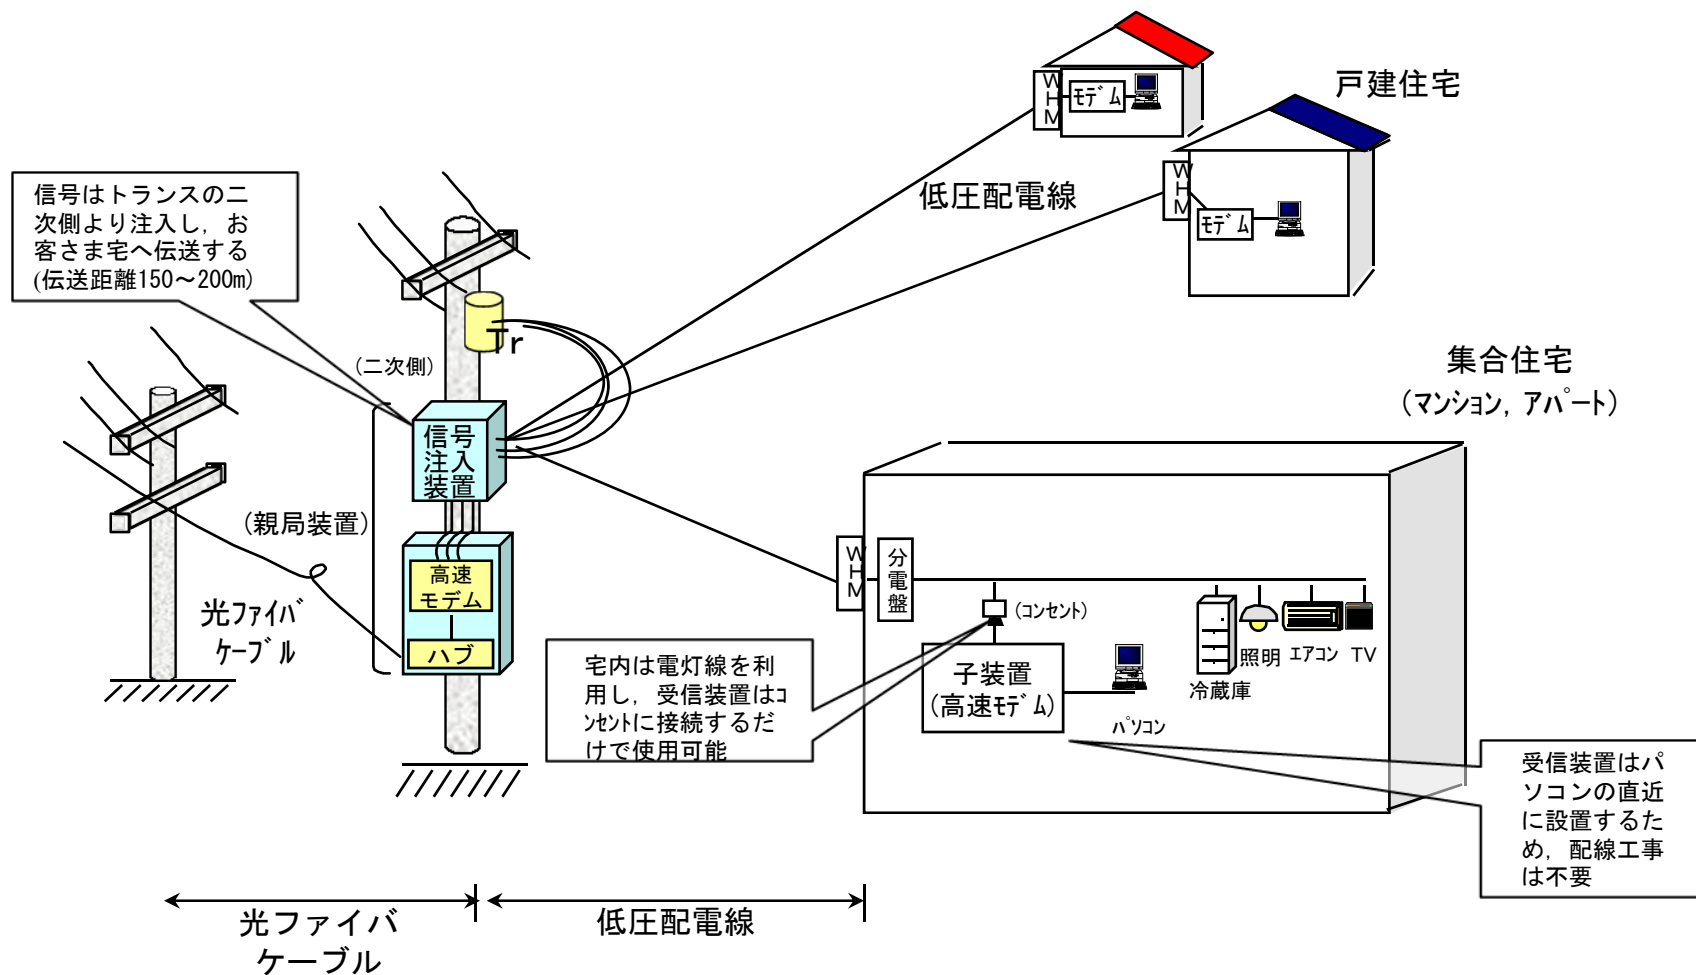 戸建住宅
WHM
モデム
WHM
モデム
低圧配電線
信号はトランスの二
次側より注入し，お
客さま宅へ伝送する
(伝送距離150～200m)
Tr
(二次側)
集合住宅
（マンション，アパート）
信号
注入
装置
(親局装置)
高速
モデム
ハブ
光ファイバ
ケーブル
WHM
分電盤
(コンセント)
子装置
(高速モデム)
パソコン
冷蔵庫
照明
エアコン
TV
宅内は電灯線を利
用し，受信装置はコ
ンセントに接続するだ
けで使用可能
受信装置はパ
ソコンの直近
に設置するた
め，配線工事
は不要
光ファイバ
ケーブル
低圧配電線